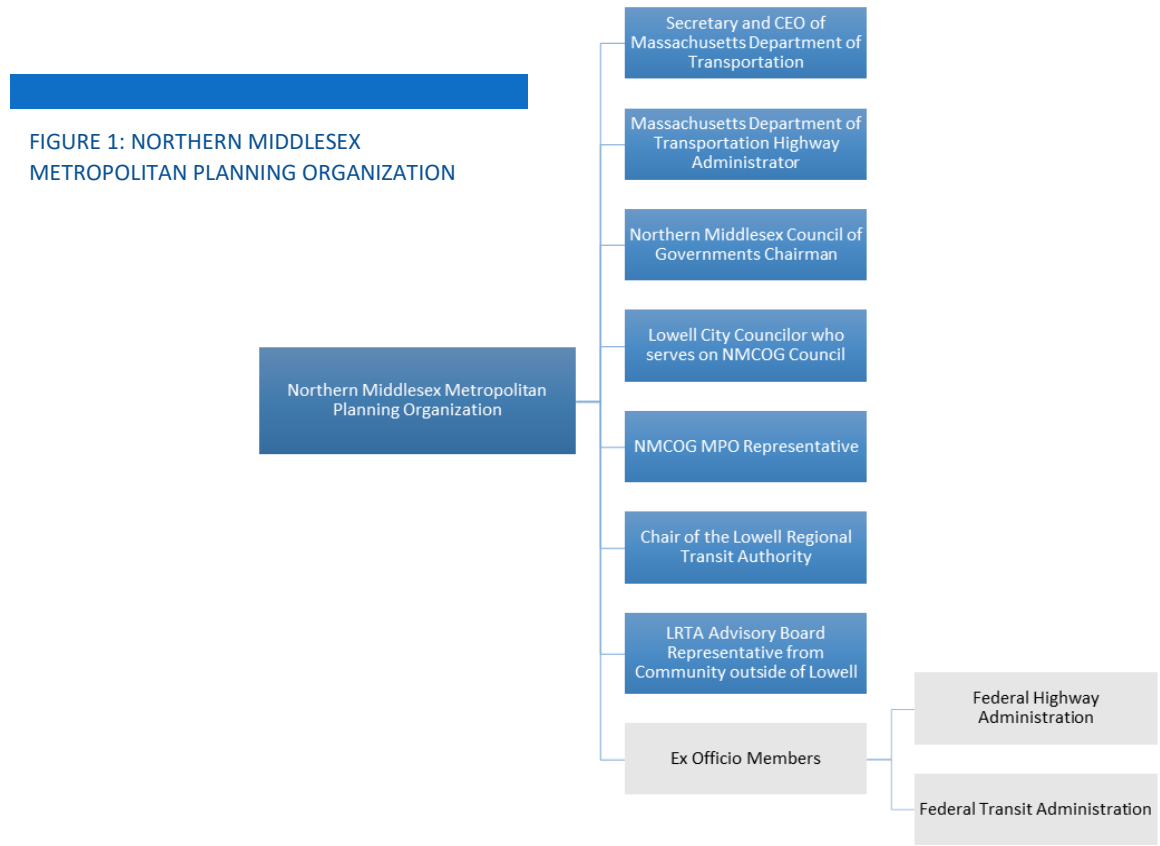 FIGURE 1: NORTHERN MIDDLESEX
METROPOLITAN PLANNING ORGANIZATION
Northern Middlesex Metropolitan
Planning Organization
Secretary and CEO of
Massachusetts Department of
Transportation
Massachusetts Department of
Transportation Highway
Administrator
Northern Middlesex Council of
Governments Chairman
Lowell City Councilor who
serves on NMCOG Council
NMCOG MPO Representative
Chair of the Lowell Regional
Transit Authority
LRTA Advisory Board
Representative from
Community outside of Lowell
Ex Officio Members
Federal Highway
Administration
Federal Transit Administration